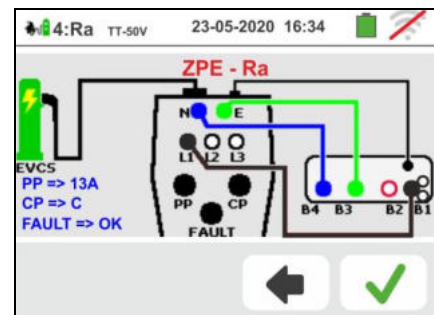 4:Ra TT-50V 23-05-2020 16:34
ZPE - Ra
N E
L1 L2 L3
EVCS
PP => 13A
CP => C
FAULT => OK
PP CP
FAULT
B4 B3 B2 B1